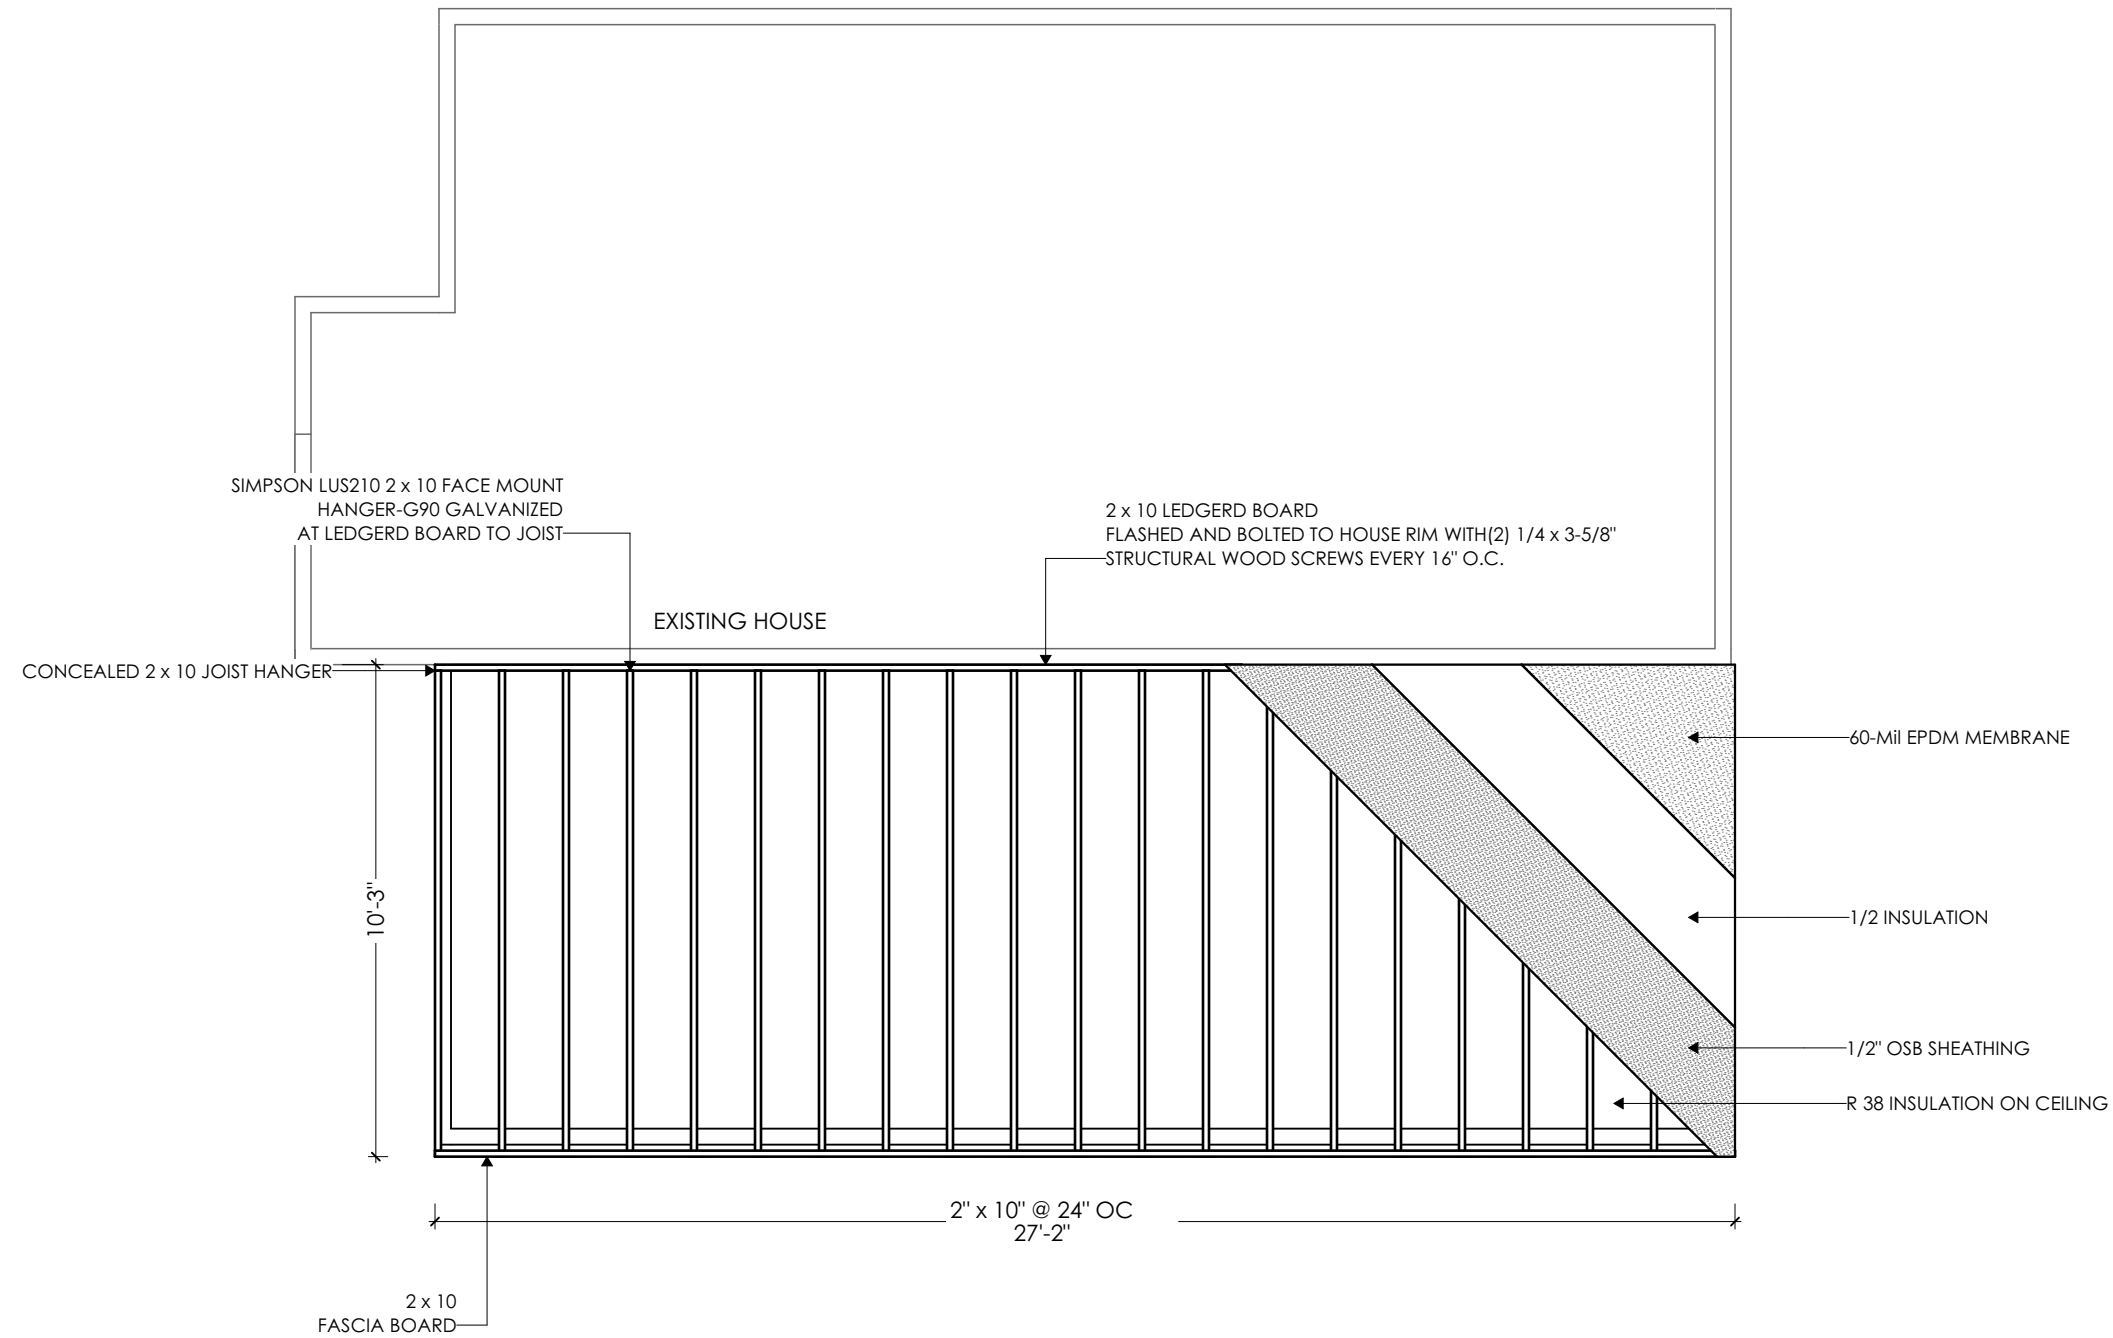 SIMPSON LUS210 2 x 10 FACE MOUNT
HANGER-G90 GALVANIZED
AT LEDGERD BOARD TO JOIST
2 x 10 LEDGERD BOARD
FLASHED AND BOLTED TO HOUSE RIM WITH(2) 1/4 x 3-5/8"
STRUCTURAL WOOD SCREWS EVERY 16" O.C.
EXISTING HOUSE
CONCEALED 2 x 10 JOIST HANGER
60-Mil EPDM MEMBRANE
10'-3"
1/2 INSULATION
1/2" OSB SHEATHING
R 38 INSULATION ON CEILING
2" x 10" @ 24" OC
27'-2"
2 x 10
FASCIA BOARD